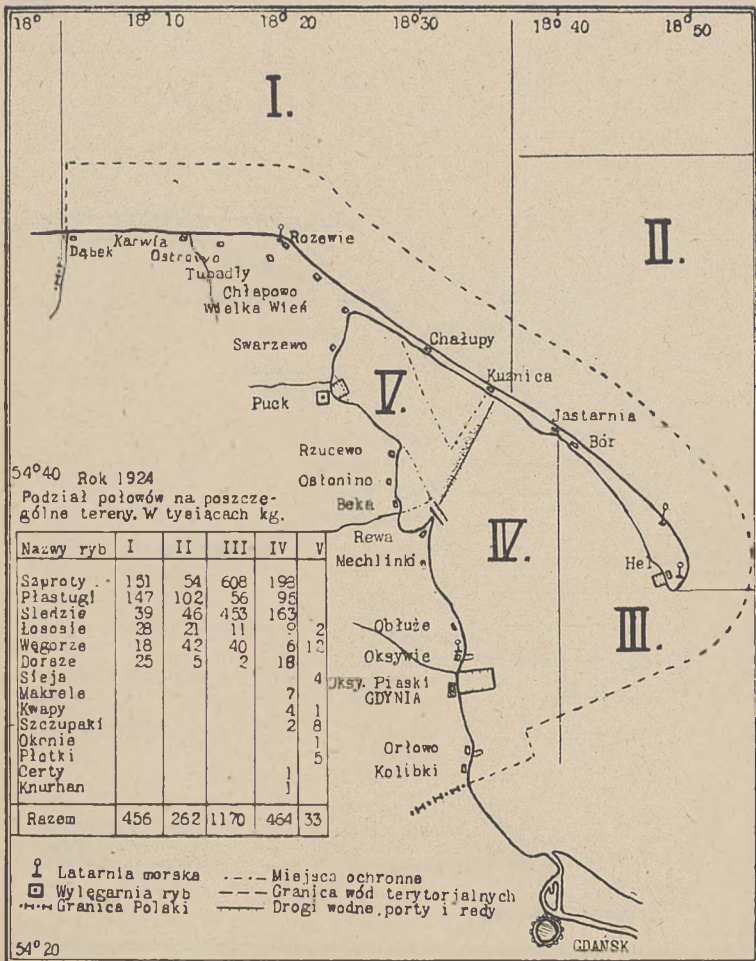 18° 18° 10 18° 20 18°30 18° 40 18° 50
I.
II.
Rozewie
Karwia
Dąbek
Ostrowo
Tupadły
Chłapowo
Wielka Wieś
Swarzewo
Chałupy
Kuźnica
V.
Puck
Jastarnia
Bór
Rzucewo
54°40 Rok 1924
Podział połowów na poszcze-
gólne tereny. W tysiącach kg.
Osłonino
Beka
Rewa
Mechlinki
IV.
Hel
III.
Nazwy ryb I II III IV V
Szproty 151 54 608 198
Płastugi 147 102 56 95
Śledzie 39 46 453 163
Łososie 28 21 11 9 2
Węgorze 18 42 40 6 12
Dorsze 25 5 2 18
Sieja 4
Makrele 7
Kwapy 4 1
Szczupaki 2 8
Okonie 1
Płotki 5
Certy 1
Knurhan 1
Razem 456 262 1170 464 33
Obłuże
Oksywie
Oksy. Piaski
GDYNIA
Orłowo
Kolibki
Latarnia morska
Wylęgarnia ryb
Granica Polski
Miejsca ochronne
Granica wód terytorjalnych
Drogi wodne, porty i redy
54°20
GDAŃSK